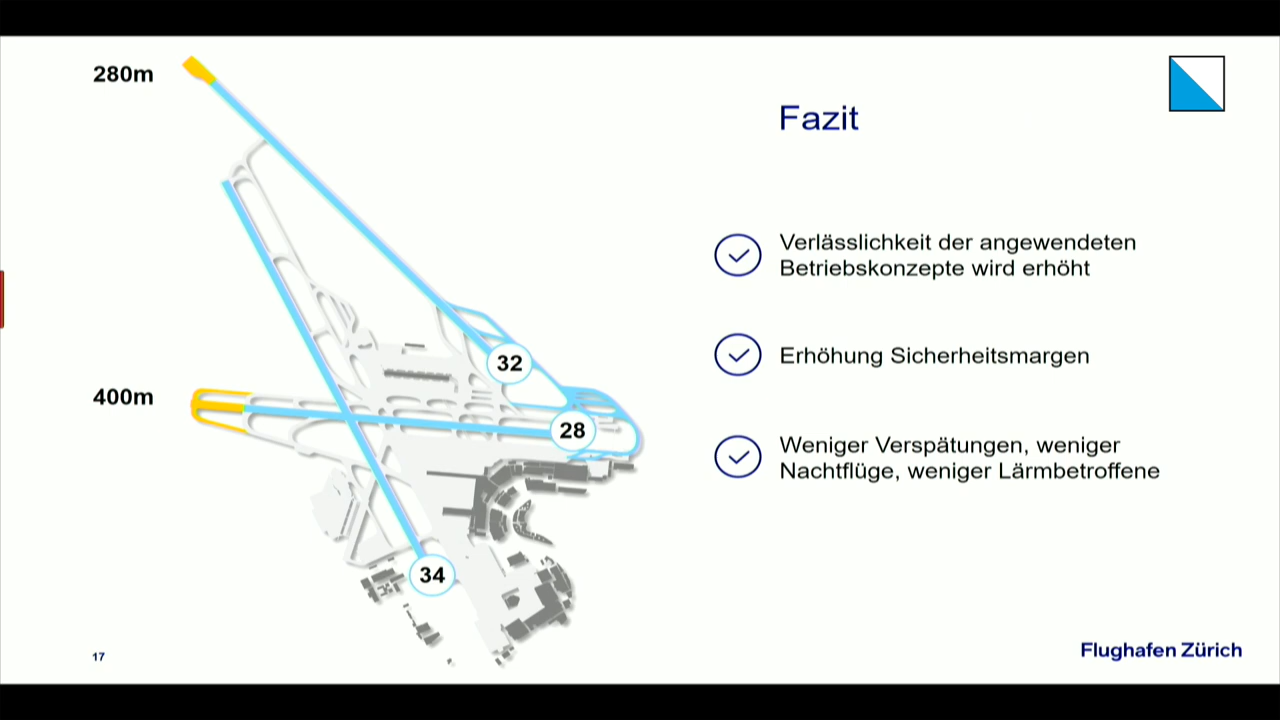 280m
Fazit
Verlässlichkeit der angewendeten
Betriebskonzepte wird erhöht
32
Erhöhung Sicherheitsmargen
400m
28
Weniger Verspätungen, weniger
Nachtflüge, weniger Lärmbetroffene
34
17
Flughafen Zürich